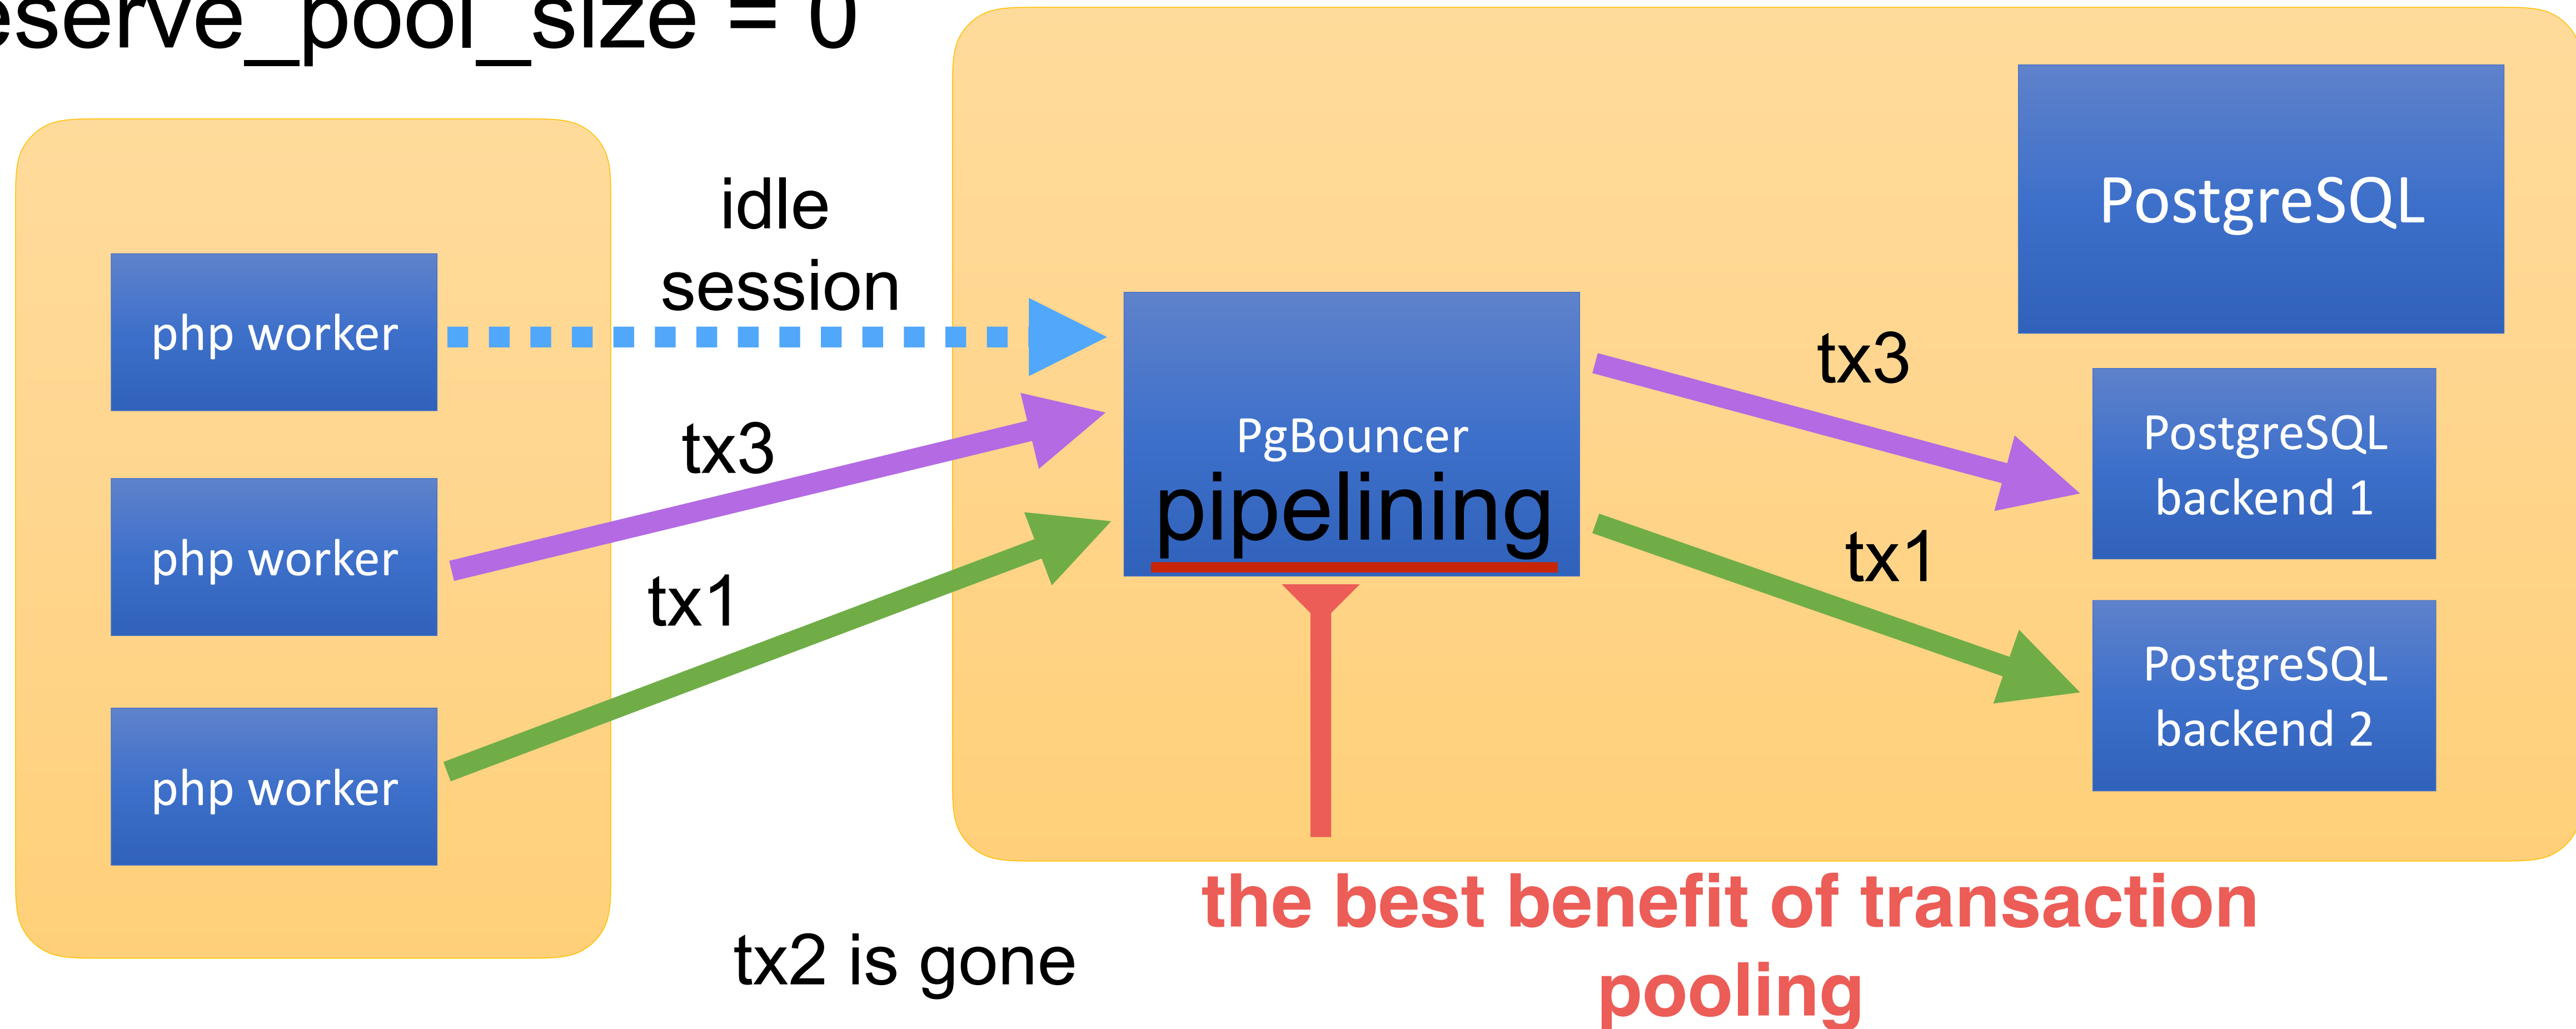 eserve_pool_size = 0
idle
session
php worker
tx3
php worker
tx1
php worker
tx2 is gone
PgBouncer
pipelining
the best benefit of transaction
pooling
PostgreSQL
tx3
PostgreSQL
backend 1
tx1
PostgreSQL
backend 2